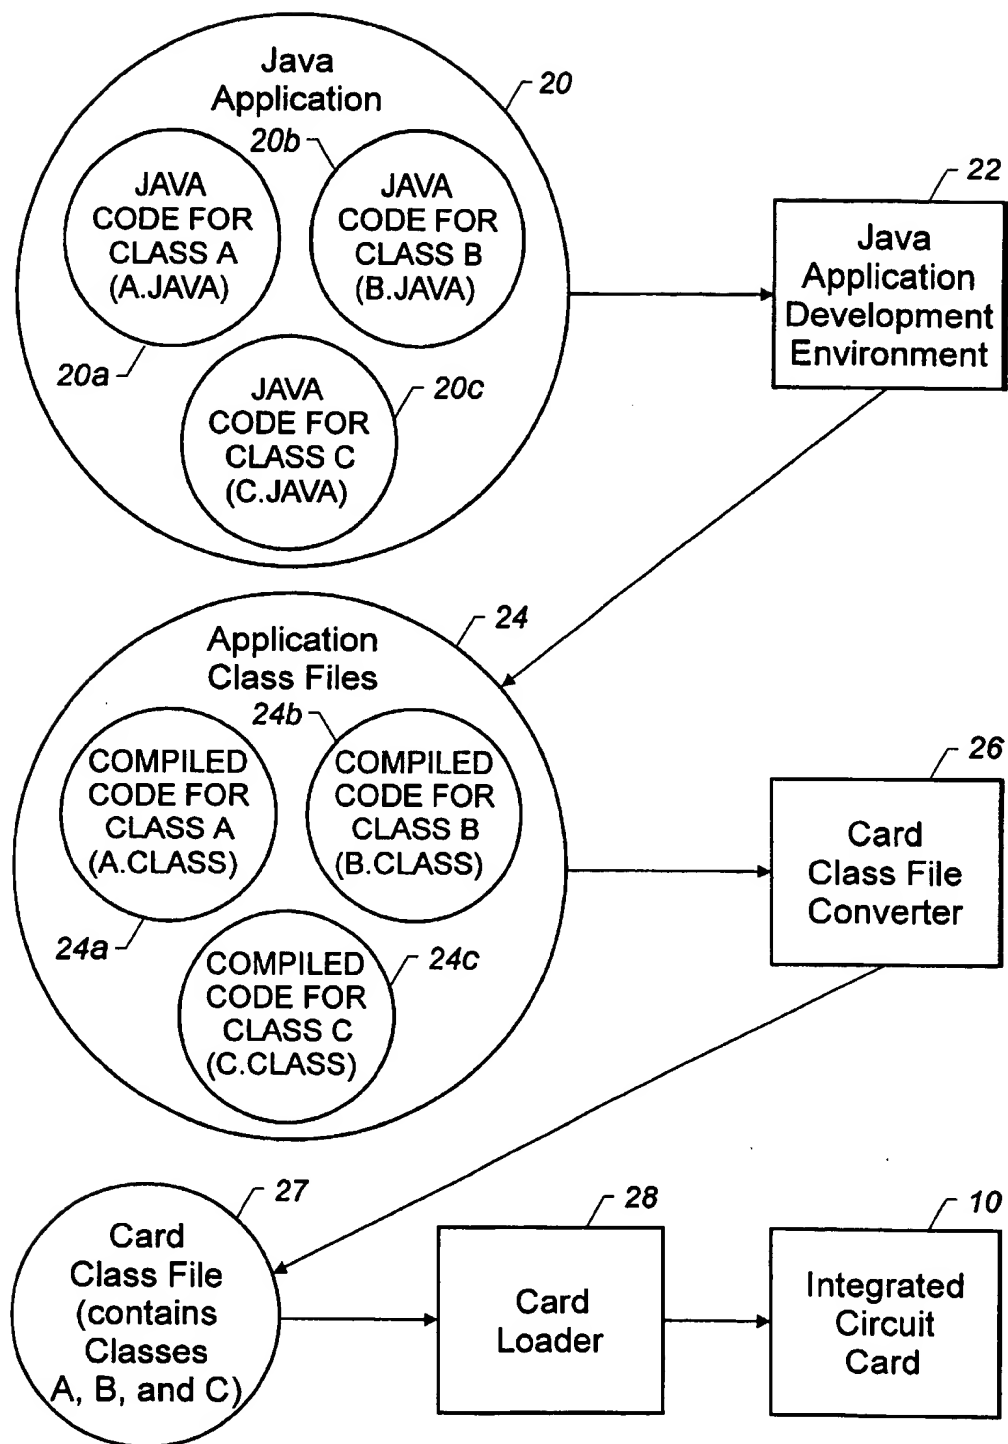 Java
Application
20
20b
JAVA
CODE FOR
CLASS A
(A.JAVA)
JAVA
CODE FOR
CLASS B
(B.JAVA)
22
Java
Application
Development
Environment
20a
JAVA
CODE FOR
CLASS C
(C.JAVA)
20c
Application
Class Files
24
24b
COMPILED
CODE FOR
CLASS A
(A.CLASS)
COMPILED
CODE FOR
CLASS B
(B.CLASS)
26
Card
Class File
Converter
24a
COMPILED
CODE FOR
CLASS C
(C.CLASS)
24c
27
Card
Class File
(contains
Classes
A, B, and C)
28
Card
Loader
10
Integrated
Circuit
Card